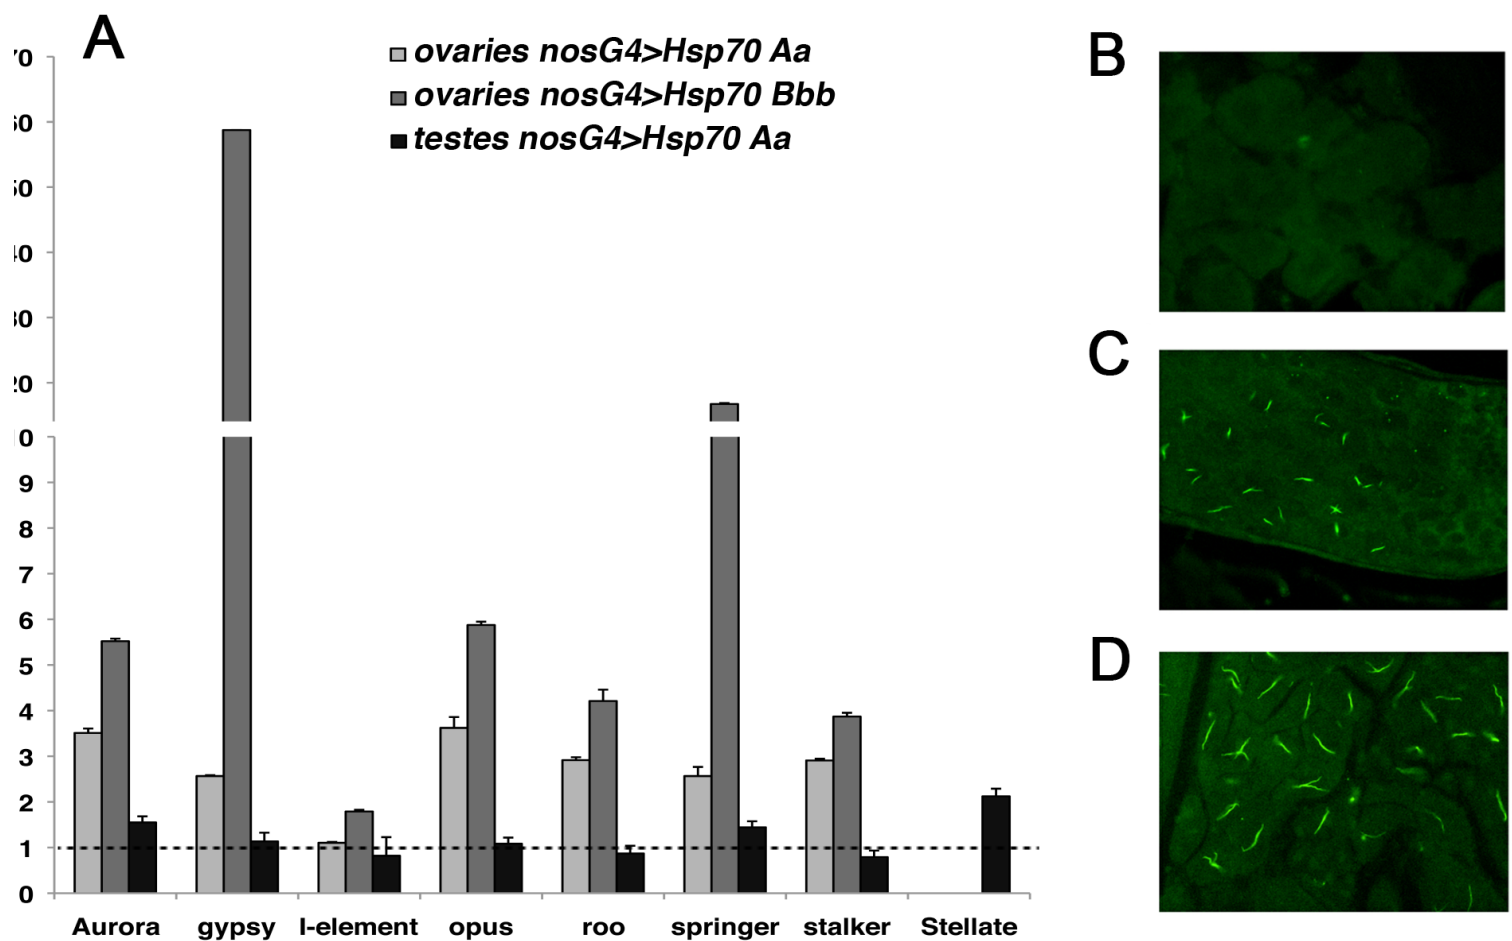 A
ovaries nosG4>Hsp70 Aa
ovaries nosG4>Hsp70 Bbb
testes nosG4>Hsp70 Aa
0
9
8
7
6
5
4
3
2
1
0
Aurora gypsy I-element opus roo springer stalker Stellate
B
C
D